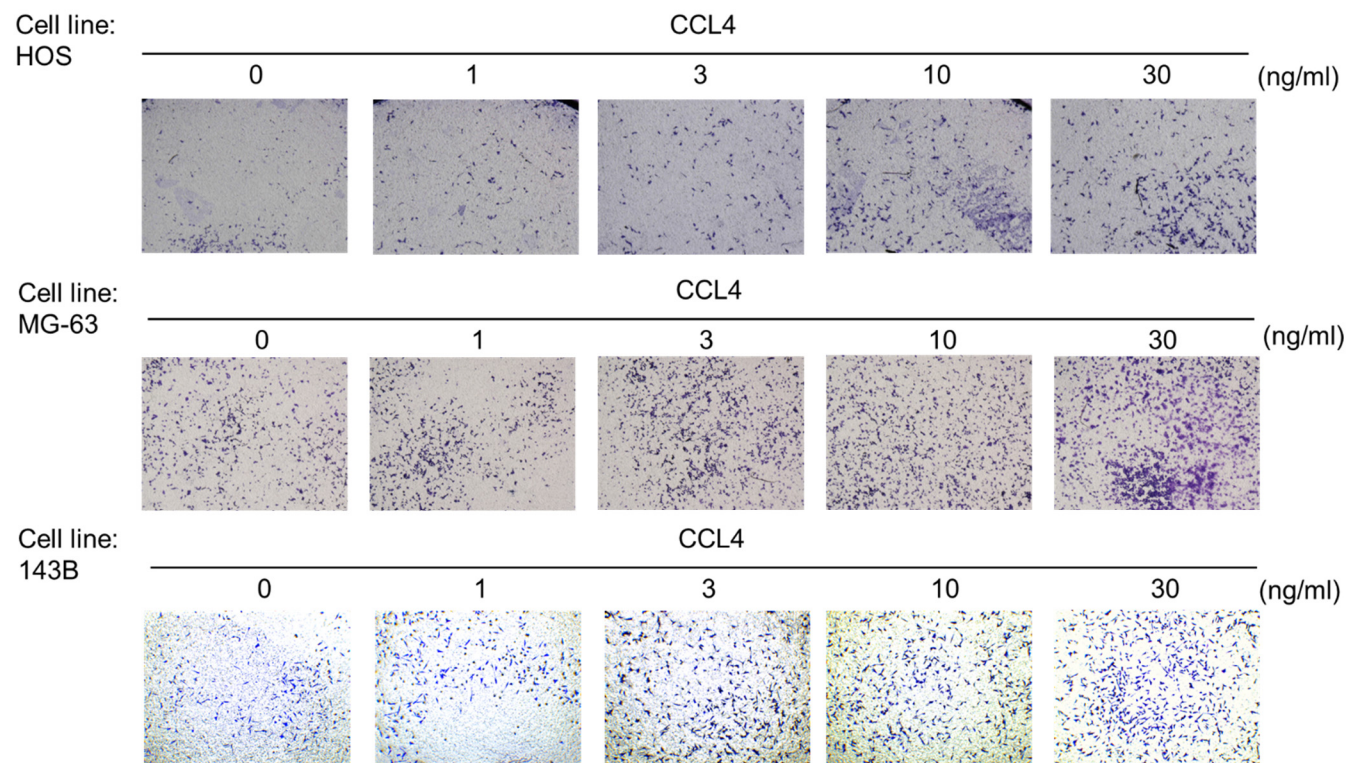 Cell line:
HOS
CCL4
0 1 3 10 30 (ng/ml)
Cell line:
MG-63
CCL4
0 1 3 10 30 (ng/ml)
Cell line:
143B
CCL4
0 1 3 10 30 (ng/ml)